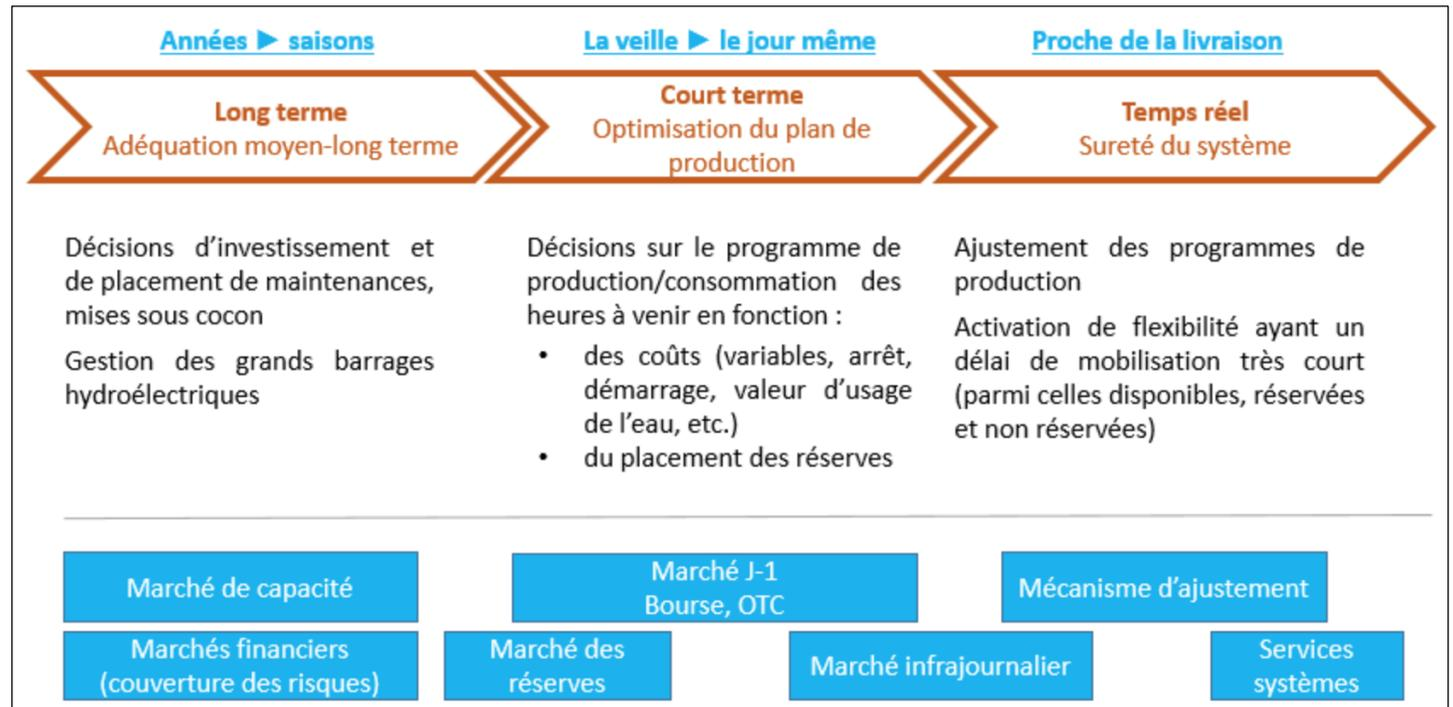 Années ► saisons
La veille ► le jour même
Proche de la livraison
Long terme
Adéquation moyen-long terme
Court terme
Optimisation du plan de
production
Temps réel
Sureté du système
Décisions d’investissement et
de placement de maintenances,
mises sous cocon
Gestion des grands barrages
hydroélectriques
Décisions sur le programme de
production/consommation des
heures à venir en fonction :
• des coûts (variables, arrêt,
démarrage, valeur d’usage
de l’eau, etc.)
• du placement des réserves
Ajustement des programmes de
production
Activation de flexibilité ayant un
délai de mobilisation très court
(parmi celles disponibles, réservées
et non réservées)
Marché de capacité
Marché J-1
Bourse, OTC
Mécanisme d’ajustement
Marchés financiers
(couverture des risques)
Marché des
réserves
Marché infrajournalier
Services
systèmes